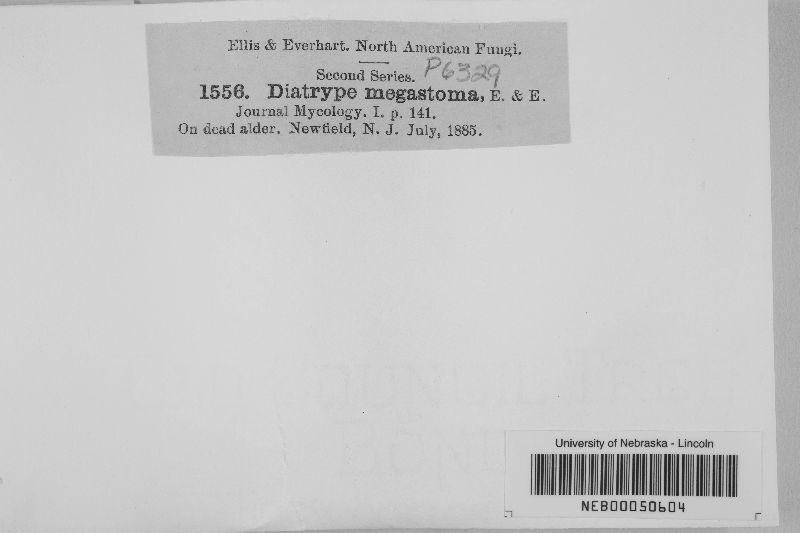 Ellis & Everhart. North American Fungi.
Second Series. P6329
1556. Diatrype megastoma, E. & E.
Journal Mycology. I. p. 141.
On dead alder. Newfield, N. J. July, 1885.
University of Nebraska - Lincoln
NEB00050604